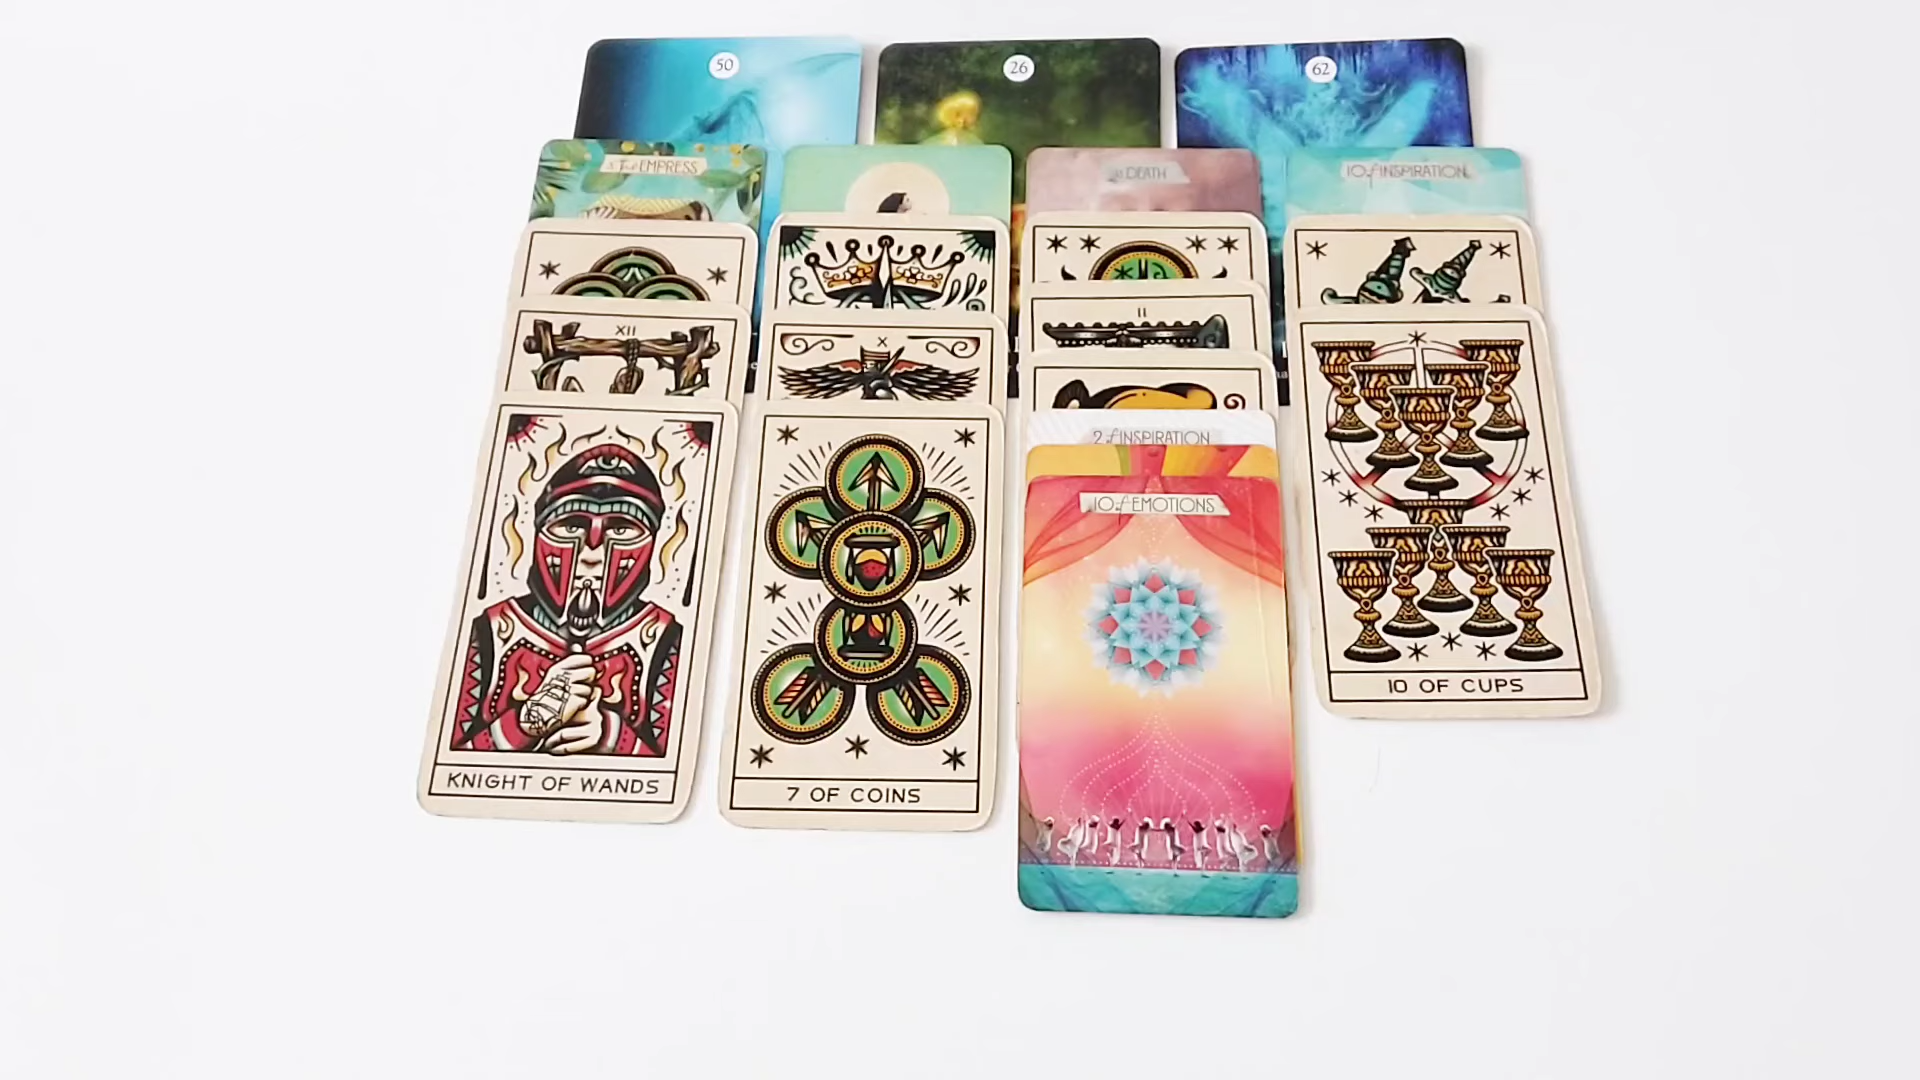 50
26
62
THE EMPRESS
DEATH
10 of INSPIRATION
XII
X
II
2 of INSPIRATION
10 of EMOTIONS
KNIGHT OF WANDS
7 OF COINS
10 OF CUPS